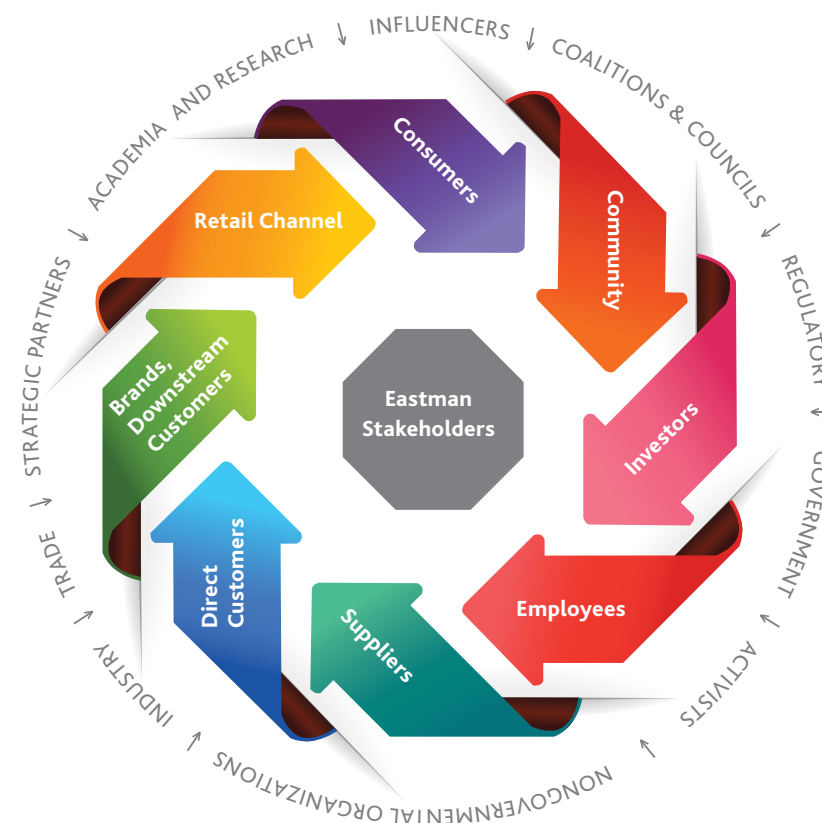 INFLUENCERS
COALITIONS & COUNCILS
REGULATORY
GOVERNMENT
ACTIVISTS
NONGOVERNMENTAL ORGANIZATIONS
INDUSTRY
TRADE
STRATEGIC PARTNERS
ACADEMIA AND RESEARCH
Consumers
Community
Investors
Employees
Suppliers
Direct
Customers
Brands,
Downstream
Customers
Retail Channel
Eastman
Stakeholders